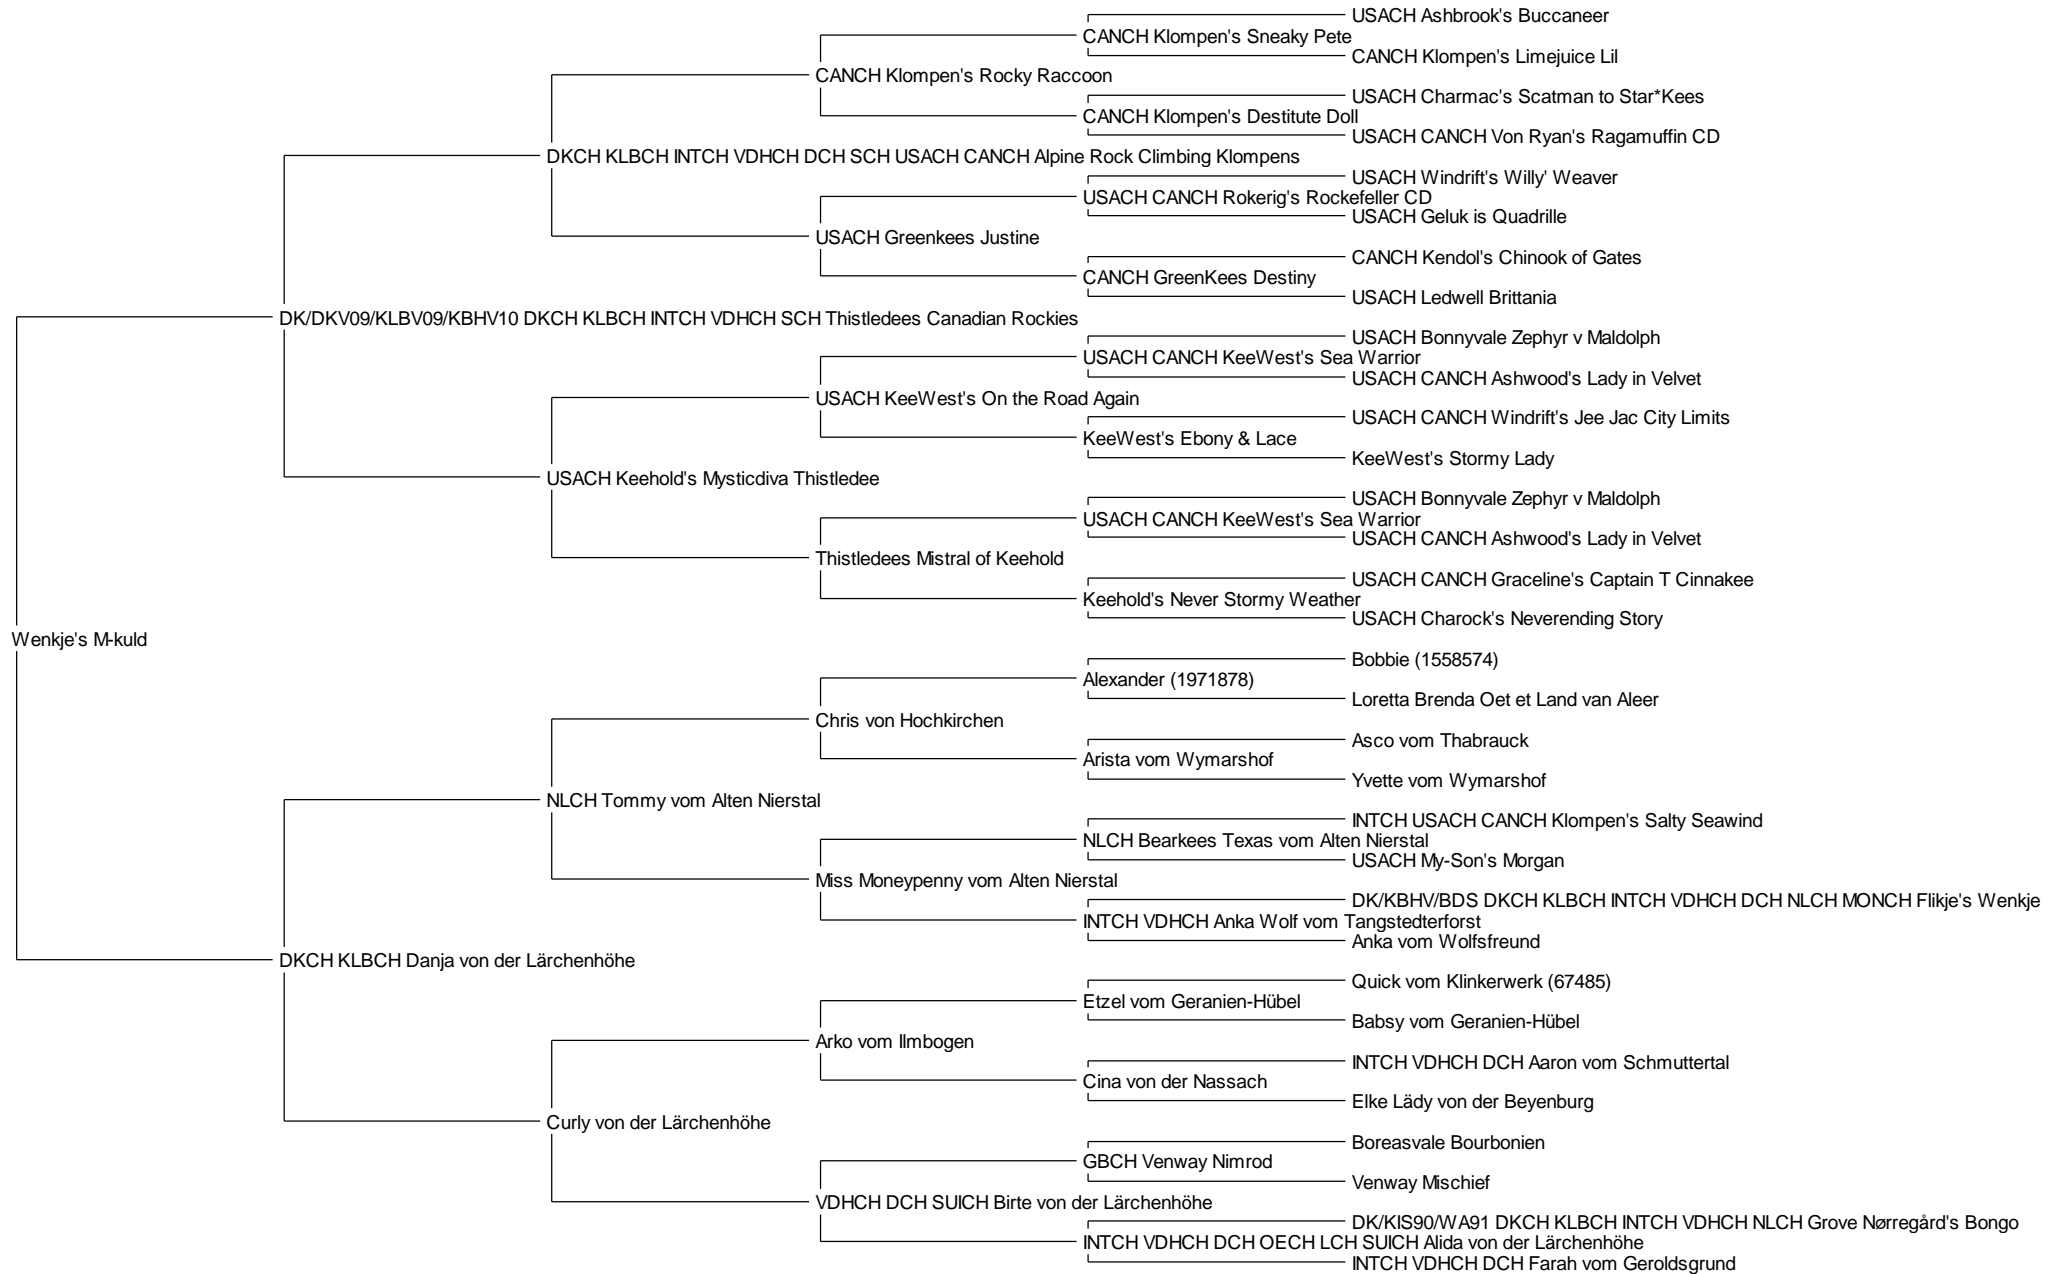 USACH Ashbrook's Buccaneer
CANCH Klompen's Sneaky Pete
CANCH Klompen's Limejuice Lil
CANCH Klompen's Rocky Raccoon
USACH Charmac's Scatman to Star*Kees
CANCH Klompen's Destitute Doll
USACH CANCH Von Ryan's Ragamuffin CD
DKCH KLBCH INTCH VDHCH DCH SCH USACH CANCH Alpine Rock Climbing Klompens
USACH Windrift's Willy' Weaver
USACH CANCH Rokerig's Rockefeller CD
USACH Geluk is Quadrille
USACH Greenkees Justine
CANCH Kendol's Chinook of Gates
CANCH GreenKees Destiny
USACH Ledwell Brittania
DK/DKV09/KLBV09/KBHV10 DKCH KLBCH INTCH VDHCH SCH Thistledees Canadian Rockies
USACH Bonnyvale Zephyr v Maldolph
USACH CANCH KeeWest's Sea Warrior
USACH CANCH Ashwood's Lady in Velvet
USACH KeeWest's On the Road Again
USACH CANCH Windrift's Jee Jac City Limits
KeeWest's Ebony & Lace
KeeWest's Stormy Lady
USACH Keehold's Mysticdiva Thistledee
USACH Bonnyvale Zephyr v Maldolph
USACH CANCH KeeWest's Sea Warrior
USACH CANCH Ashwood's Lady in Velvet
Thistledees Mistral of Keehold
USACH CANCH Graceline's Captain T Cinnakee
Keehold's Never Stormy Weather
USACH Charock's Neverending Story
Wenkje's M-kuld
Bobbie (1558574)
Alexander (1971878)
Loretta Brenda Oet et Land van Aleer
Chris von Hochkirchen
Asco vom Thabrauck
Arista vom Wymarshof
Yvette vom Wymarshof
NLCH Tommy vom Alten Nierstal
INTCH USACH CANCH Klompen's Salty Seawind
NLCH Bearkees Texas vom Alten Nierstal
USACH My-Son's Morgan
Miss Moneypenny vom Alten Nierstal
DK/KBHV/BDS DKCH KLBCH INTCH VDHCH DCH NLCH MONCH Flikje's Wenkje
INTCH VDHCH Anka Wolf vom Tangstedterforst
Anka vom Wolfsfreund
DKCH KLBCH Danja von der Lärchenhöhe
Quick vom Klinkerwerk (67485)
Etzel vom Geranien-Hübel
Babsy vom Geranien-Hübel
Arko vom Ilmbogen
INTCH VDHCH DCH Aaron vom Schmuttertal
Cina von der Nassach
Elke Lädy von der Beyenburg
Curly von der Lärchenhöhe
Boreasvale Bourbonien
GBCH Venway Nimrod
Venway Mischief
VDHCH DCH SUICH Birte von der Lärchenhöhe
DK/KIS90/WA91 DKCH KLBCH INTCH VDHCH NLCH Grove Nørregård's Bongo
INTCH VDHCH DCH OECH LCH SUICH Alida von der Lärchenhöhe
INTCH VDHCH DCH Farah vom Geroldsgrund